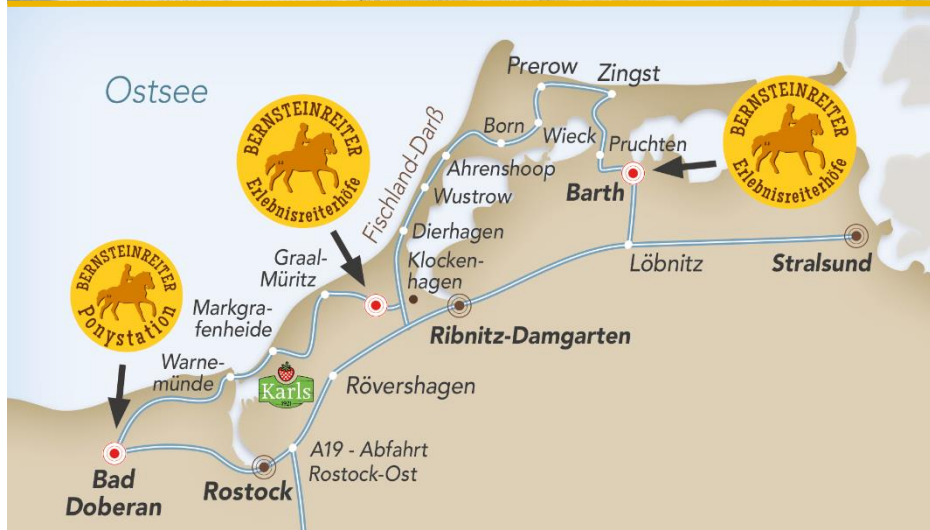 Ostsee
Prerow
Zingst
BERNSTEINREITER
Erlebnisreiterhöfe
BERNSTEINREITER
Erlebnisreiterhöfe
Fischland-Darß
Born
Wieck
Pruchten
Ahrenshoop
Barth
Wustrow
Dierhagen
Graal-
Müritz
Klocken-
hagen
Löbnitz
Stralsund
BERNSTEINREITER
Ponystation
Markgra-
fenheide
Ribnitz-Damgarten
Warne-
münde
Karls
1921
Rövershagen
A19 - Abfahrt
Rostock-Ost
Bad
Doberan
Rostock